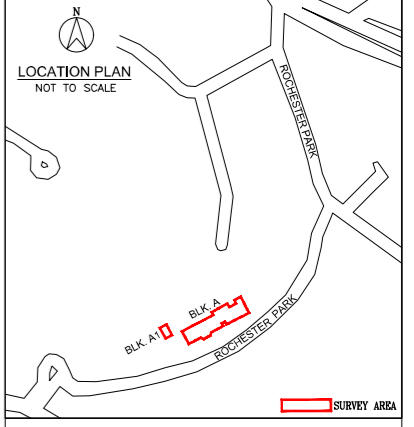 N
LOCATION PLAN
NOT TO SCALE
ROCHESTER PARK
BLK. A
BLK. A1
ROCHESTER PARK
SURVEY AREA